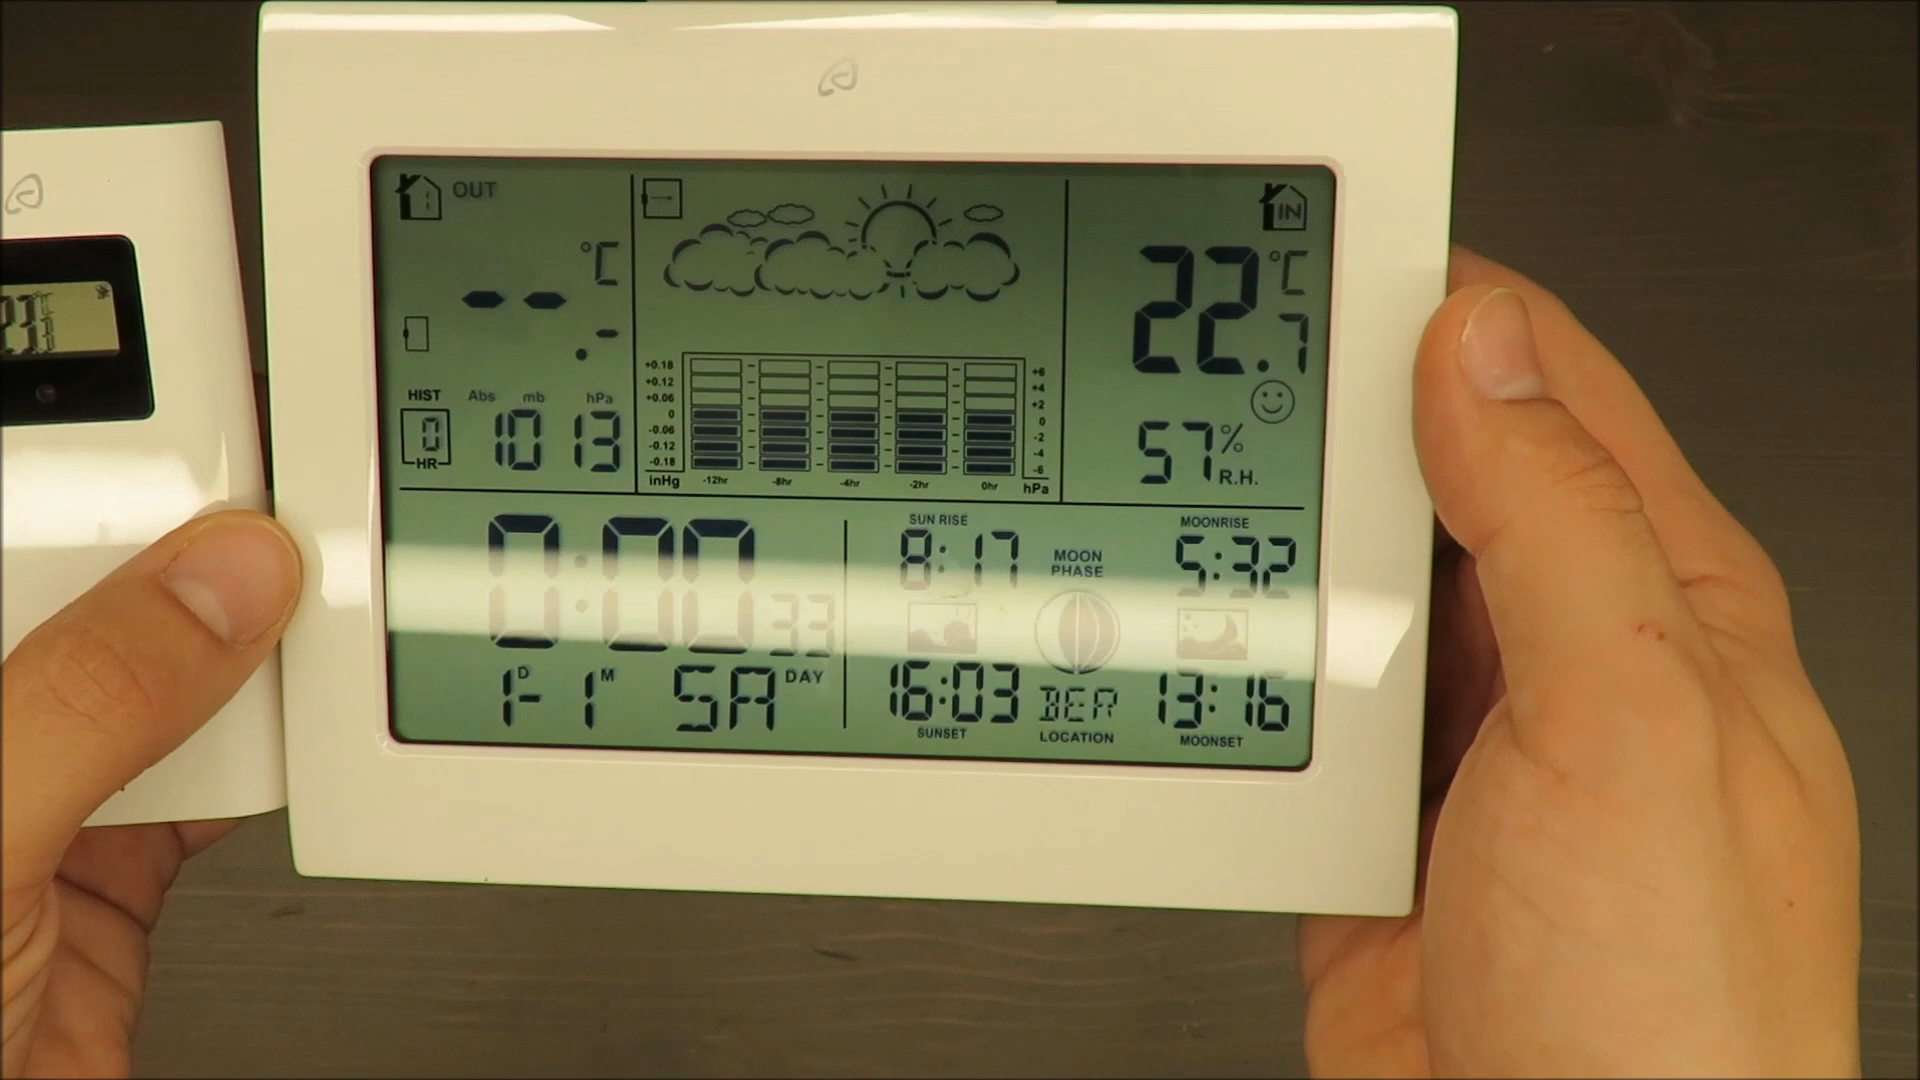 OUT
IN
°C
-- .-
22.7 °C
HIST
0
HR
Abs mb hPa
1013
+0.18
+0.12
+0.06
0
-0.06
-0.12
-0.18
inHg
-12hr -8hr -4hr -2hr 0hr
+6
+4
+2
0
-2
-4
-6
hPa
57% R.H.
0:00 33
1 D - 1 M SA DAY
SUN RISE
8:17
MOON
PHASE
MOONRISE
5:32
16:03
SUNSET
BER
LOCATION
13:16
MOONSET